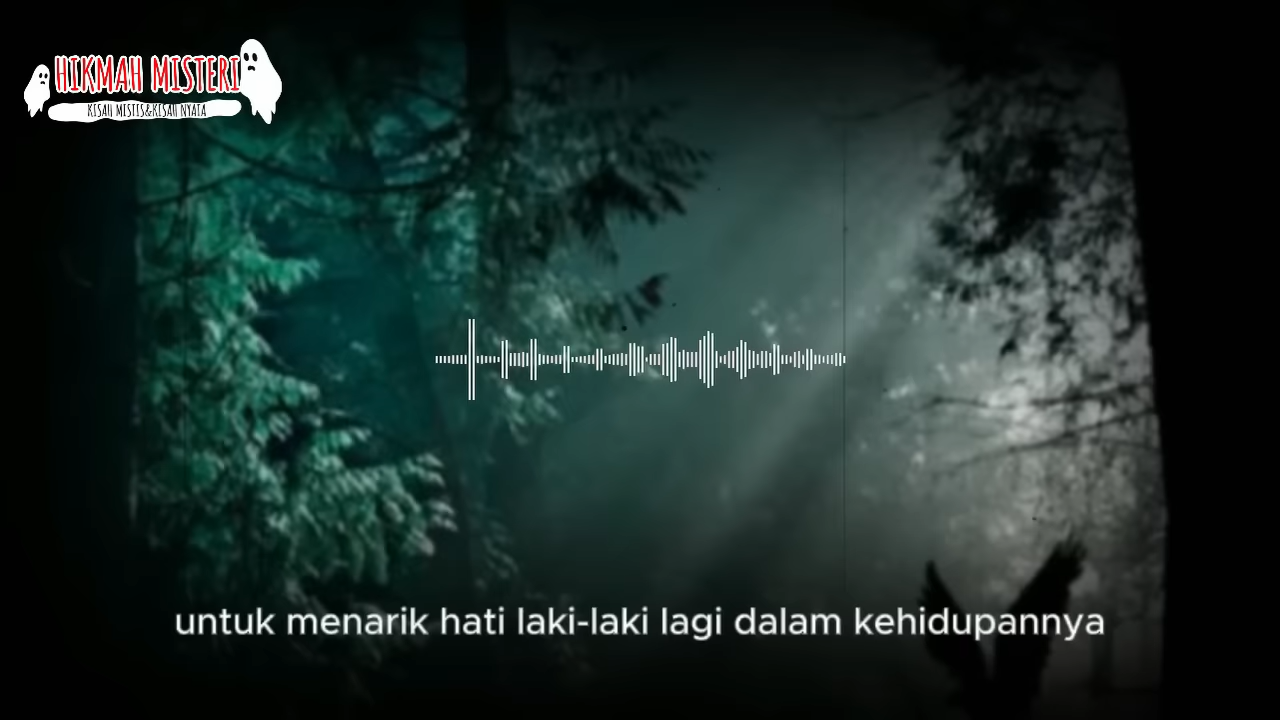 HIKMAH MISTERI
KISAH MISTIS&KISAH NYATA
untuk menarik hati laki-laki lagi dalam kehidupannya